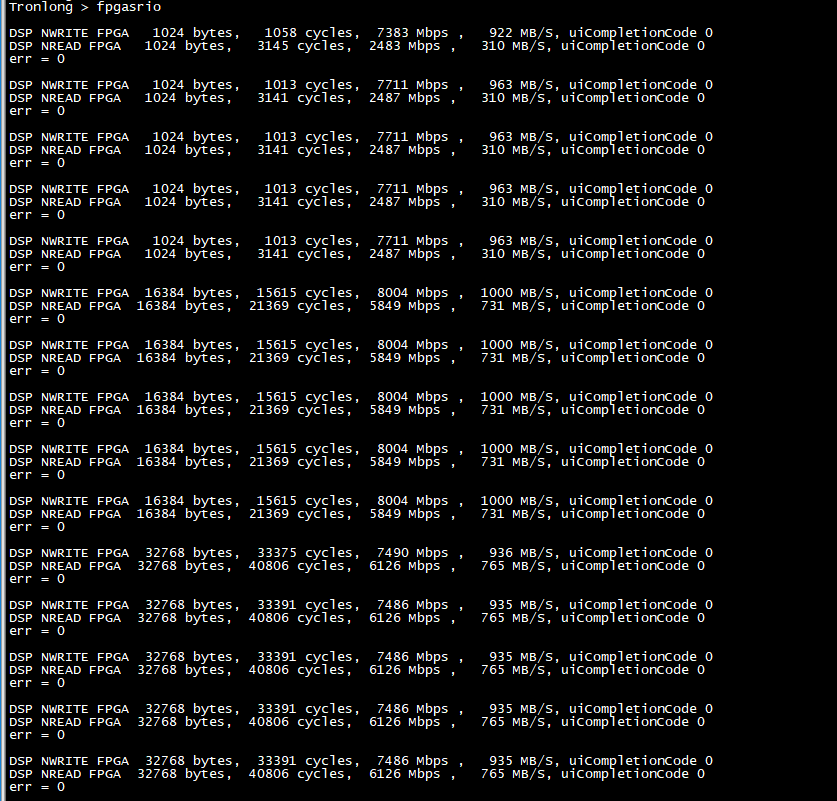 Tronlong > fpgasrio
DSP NWRITE FPGA   1024 bytes,   1058 cycles,  7383 Mbps ,   922 MB/S, uiCompletionCode 0
DSP NREAD FPGA   1024 bytes,   3145 cycles,  2483 Mbps ,   310 MB/S, uiCompletionCode 0
err = 0
DSP NWRITE FPGA   1024 bytes,   1013 cycles,  7711 Mbps ,   963 MB/S, uiCompletionCode 0
DSP NREAD FPGA   1024 bytes,   3141 cycles,  2487 Mbps ,   310 MB/S, uiCompletionCode 0
err = 0
DSP NWRITE FPGA   1024 bytes,   1013 cycles,  7711 Mbps ,   963 MB/S, uiCompletionCode 0
DSP NREAD FPGA   1024 bytes,   3141 cycles,  2487 Mbps ,   310 MB/S, uiCompletionCode 0
err = 0
DSP NWRITE FPGA   1024 bytes,   1013 cycles,  7711 Mbps ,   963 MB/S, uiCompletionCode 0
DSP NREAD FPGA   1024 bytes,   3141 cycles,  2487 Mbps ,   310 MB/S, uiCompletionCode 0
err = 0
DSP NWRITE FPGA   1024 bytes,   1013 cycles,  7711 Mbps ,   963 MB/S, uiCompletionCode 0
DSP NREAD FPGA   1024 bytes,   3141 cycles,  2487 Mbps ,   310 MB/S, uiCompletionCode 0
err = 0
DSP NWRITE FPGA  16384 bytes,  15615 cycles,  8004 Mbps ,  1000 MB/S, uiCompletionCode 0
DSP NREAD FPGA  16384 bytes,  21369 cycles,  5849 Mbps ,   731 MB/S, uiCompletionCode 0
err = 0
DSP NWRITE FPGA  16384 bytes,  15615 cycles,  8004 Mbps ,  1000 MB/S, uiCompletionCode 0
DSP NREAD FPGA  16384 bytes,  21369 cycles,  5849 Mbps ,   731 MB/S, uiCompletionCode 0
err = 0
DSP NWRITE FPGA  16384 bytes,  15615 cycles,  8004 Mbps ,  1000 MB/S, uiCompletionCode 0
DSP NREAD FPGA  16384 bytes,  21369 cycles,  5849 Mbps ,   731 MB/S, uiCompletionCode 0
err = 0
DSP NWRITE FPGA  16384 bytes,  15615 cycles,  8004 Mbps ,  1000 MB/S, uiCompletionCode 0
DSP NREAD FPGA  16384 bytes,  21369 cycles,  5849 Mbps ,   731 MB/S, uiCompletionCode 0
err = 0
DSP NWRITE FPGA  16384 bytes,  15615 cycles,  8004 Mbps ,  1000 MB/S, uiCompletionCode 0
DSP NREAD FPGA  16384 bytes,  21369 cycles,  5849 Mbps ,   731 MB/S, uiCompletionCode 0
err = 0
DSP NWRITE FPGA  32768 bytes,  33375 cycles,  7490 Mbps ,   936 MB/S, uiCompletionCode 0
DSP NREAD FPGA  32768 bytes,  40806 cycles,  6126 Mbps ,   765 MB/S, uiCompletionCode 0
err = 0
DSP NWRITE FPGA  32768 bytes,  33391 cycles,  7486 Mbps ,   935 MB/S, uiCompletionCode 0
DSP NREAD FPGA  32768 bytes,  40806 cycles,  6126 Mbps ,   765 MB/S, uiCompletionCode 0
err = 0
DSP NWRITE FPGA  32768 bytes,  33391 cycles,  7486 Mbps ,   935 MB/S, uiCompletionCode 0
DSP NREAD FPGA  32768 bytes,  40806 cycles,  6126 Mbps ,   765 MB/S, uiCompletionCode 0
err = 0
DSP NWRITE FPGA  32768 bytes,  33391 cycles,  7486 Mbps ,   935 MB/S, uiCompletionCode 0
DSP NREAD FPGA  32768 bytes,  40806 cycles,  6126 Mbps ,   765 MB/S, uiCompletionCode 0
err = 0
DSP NWRITE FPGA  32768 bytes,  33391 cycles,  7486 Mbps ,   935 MB/S, uiCompletionCode 0
DSP NREAD FPGA  32768 bytes,  40806 cycles,  6126 Mbps ,   765 MB/S, uiCompletionCode 0
err = 0